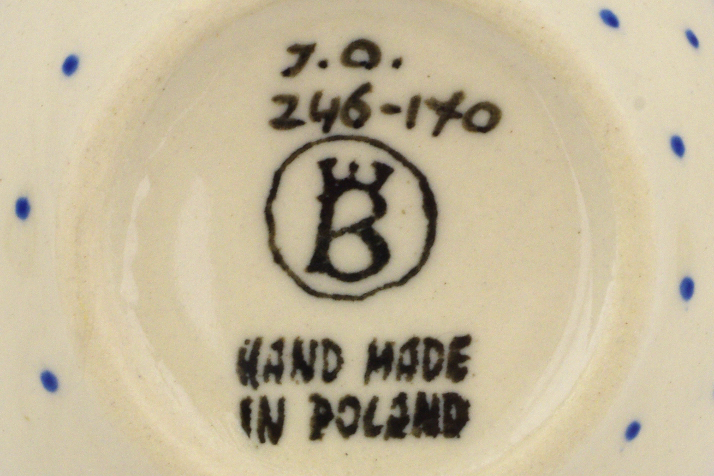 J.O.
246-170
B
HAND MADE
IN POLAND